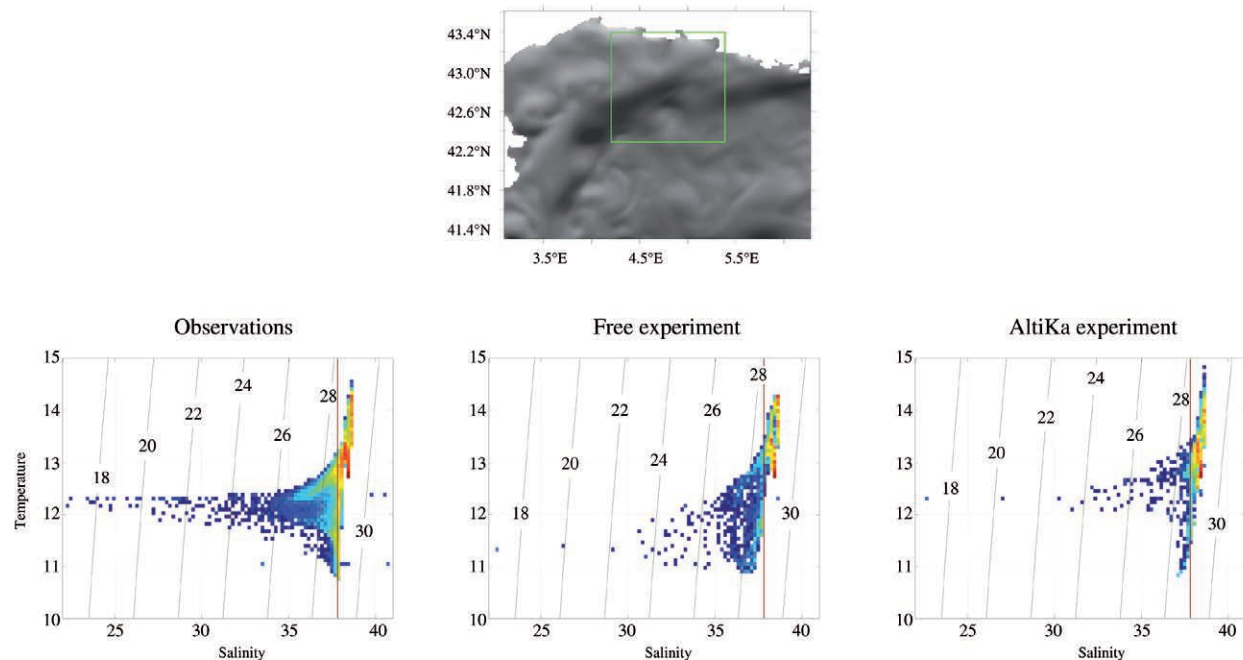 43.4°N
43.0°N
42.6°N
42.2°N
41.8°N
41.4°N
3.5°E 4.5°E 5.5°E
Observations
Free experiment
AltiKa experiment
Temperature
15
14
13
12
11
10
18
20
22
24
26
28
30
25 30 35 40
Salinity
15
14
13
12
11
10
18
20
22
24
26
28
30
25 30 35 40
Salinity
15
14
13
12
11
10
18
20
22
24
26
28
30
25 30 35 40
Salinity